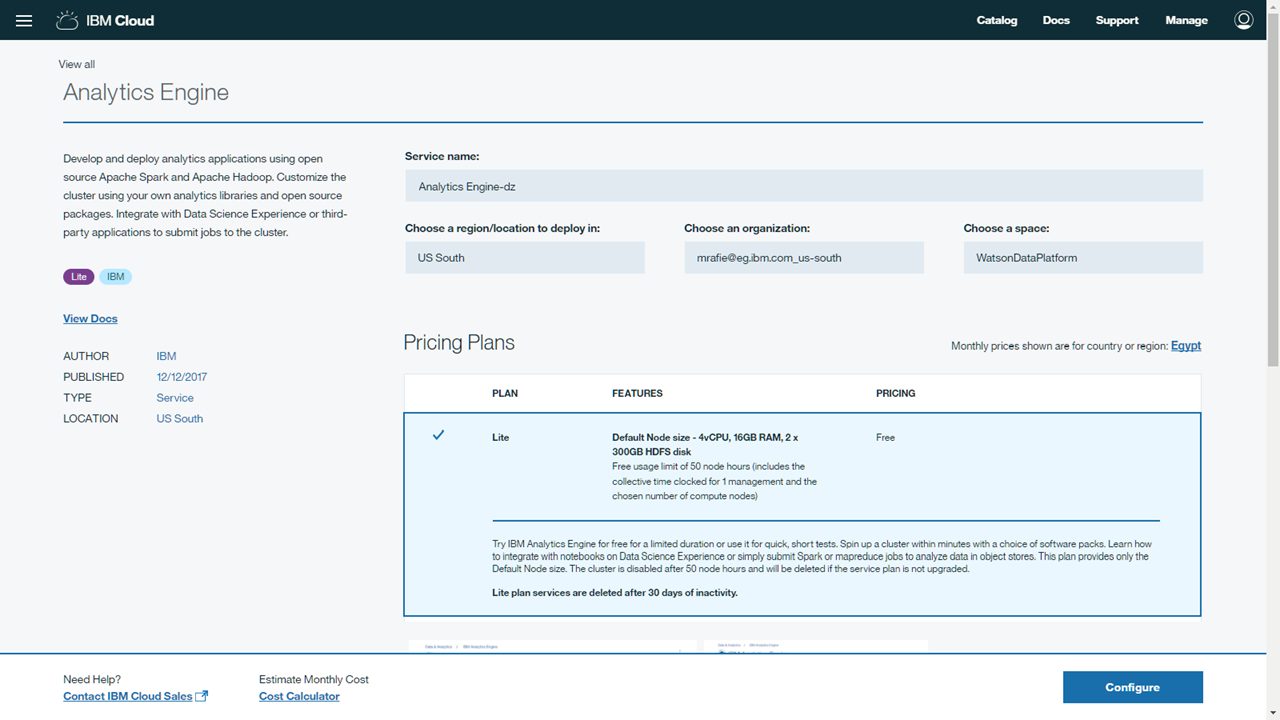 IBM Cloud
Catalog Docs Support Manage
View all
Analytics Engine
Develop and deploy analytics applications using open
source Apache Spark and Apache Hadoop. Customize the
cluster using your own analytics libraries and open source
packages. Integrate with Data Science Experience or third-
party applications to submit jobs to the cluster.
Lite IBM
View Docs
AUTHOR IBM
PUBLISHED 12/12/2017
TYPE Service
LOCATION US South
Service name:
Analytics Engine-dz
Choose a region/location to deploy in: Choose an organization: Choose a space:
US South mrafie@eg.ibm.com_us-south WatsonDataPlatform
Pricing Plans
Monthly prices shown are for country or region: Egypt
PLAN FEATURES PRICING
Lite Default Node size - 4vCPU, 16GB RAM, 2 x Free
300GB HDFS disk
Free usage limit of 50 node hours (includes the
collective time clocked for 1 management and the
chosen number of compute nodes)
Try IBM Analytics Engine for free for a limited duration or use it for quick, short tests. Spin up a cluster within minutes with a choice of software packs. Learn how
to integrate with notebooks on Data Science Experience or simply submit Spark or mapreduce jobs to analyze data in object stores. This plan provides only the
Default Node size. The cluster is disabled after 50 node hours and will be deleted if the service plan is not upgraded.
Lite plan services are deleted after 30 days of inactivity.
Data & Analytics / IBM Analytics Engine Data & Analytics / IBM Analytics Engine
Need Help? Estimate Monthly Cost
Contact IBM Cloud Sales Cost Calculator
Configure